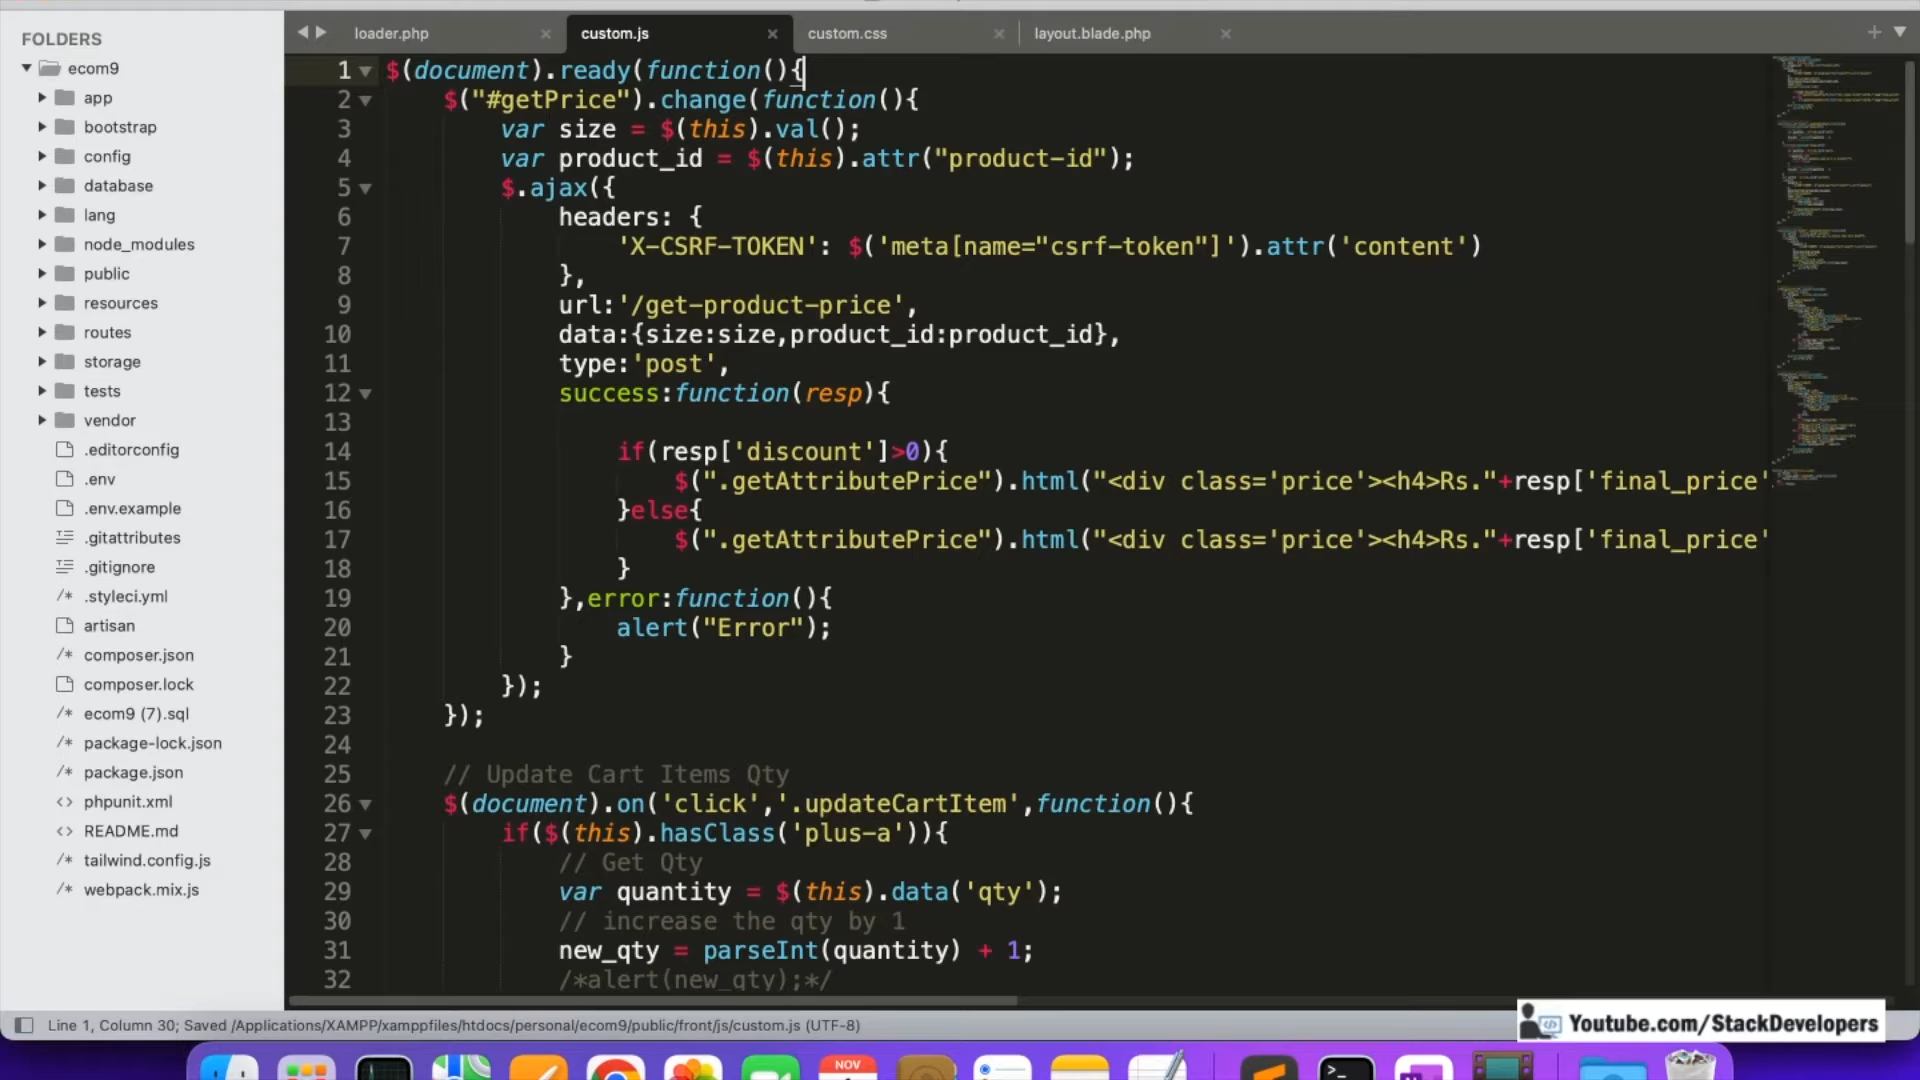 FOLDERS
ecom9
app
bootstrap
config
database
lang
node_modules
public
resources
routes
storage
tests
vendor
.editorconfig
.env
.env.example
.gitattributes
.gitignore
/* .styleci.yml
artisan
/* composer.json
composer.lock
/* ecom9 (7).sql
/* package-lock.json
/* package.json
<> phpunit.xml
<> README.md
/* tailwind.config.js
/* webpack.mix.js
loader.php × custom.js × custom.css × layout.blade.php × +
1 $(document).ready(function(){
2 $("#getPrice").change(function(){
3 var size = $(this).val();
4 var product_id = $(this).attr("product-id");
5 $.ajax({
6 headers: {
7 'X-CSRF-TOKEN': $('meta[name="csrf-token"]').attr('content')
8 },
9 url:'/get-product-price',
10 data:{size:size,product_id:product_id},
11 type:'post',
12 success:function(resp){
13
14 if(resp['discount']>0){
15 $(".getAttributePrice").html("<div class='price'><h4>Rs."+resp['final_price'
16 }else{
17 $(".getAttributePrice").html("<div class='price'><h4>Rs."+resp['final_price'
18 }
19 },error:function(){
20 alert("Error");
21 }
22 });
23 });
24
25 // Update Cart Items Qty
26 $(document).on('click','.updateCartItem',function(){
27 if($(this).hasClass('plus-a')){
28 // Get Qty
29 var quantity = $(this).data('qty');
30 // increase the qty by 1
31 new_qty = parseInt(quantity) + 1;
32 /*alert(new_qty);*/
Line 1, Column 30; Saved /Applications/XAMPP/xamppfiles/htdocs/personal/ecom9/public/front/js/custom.js (UTF-8)
Youtube.com/StackDevelopers
NOV